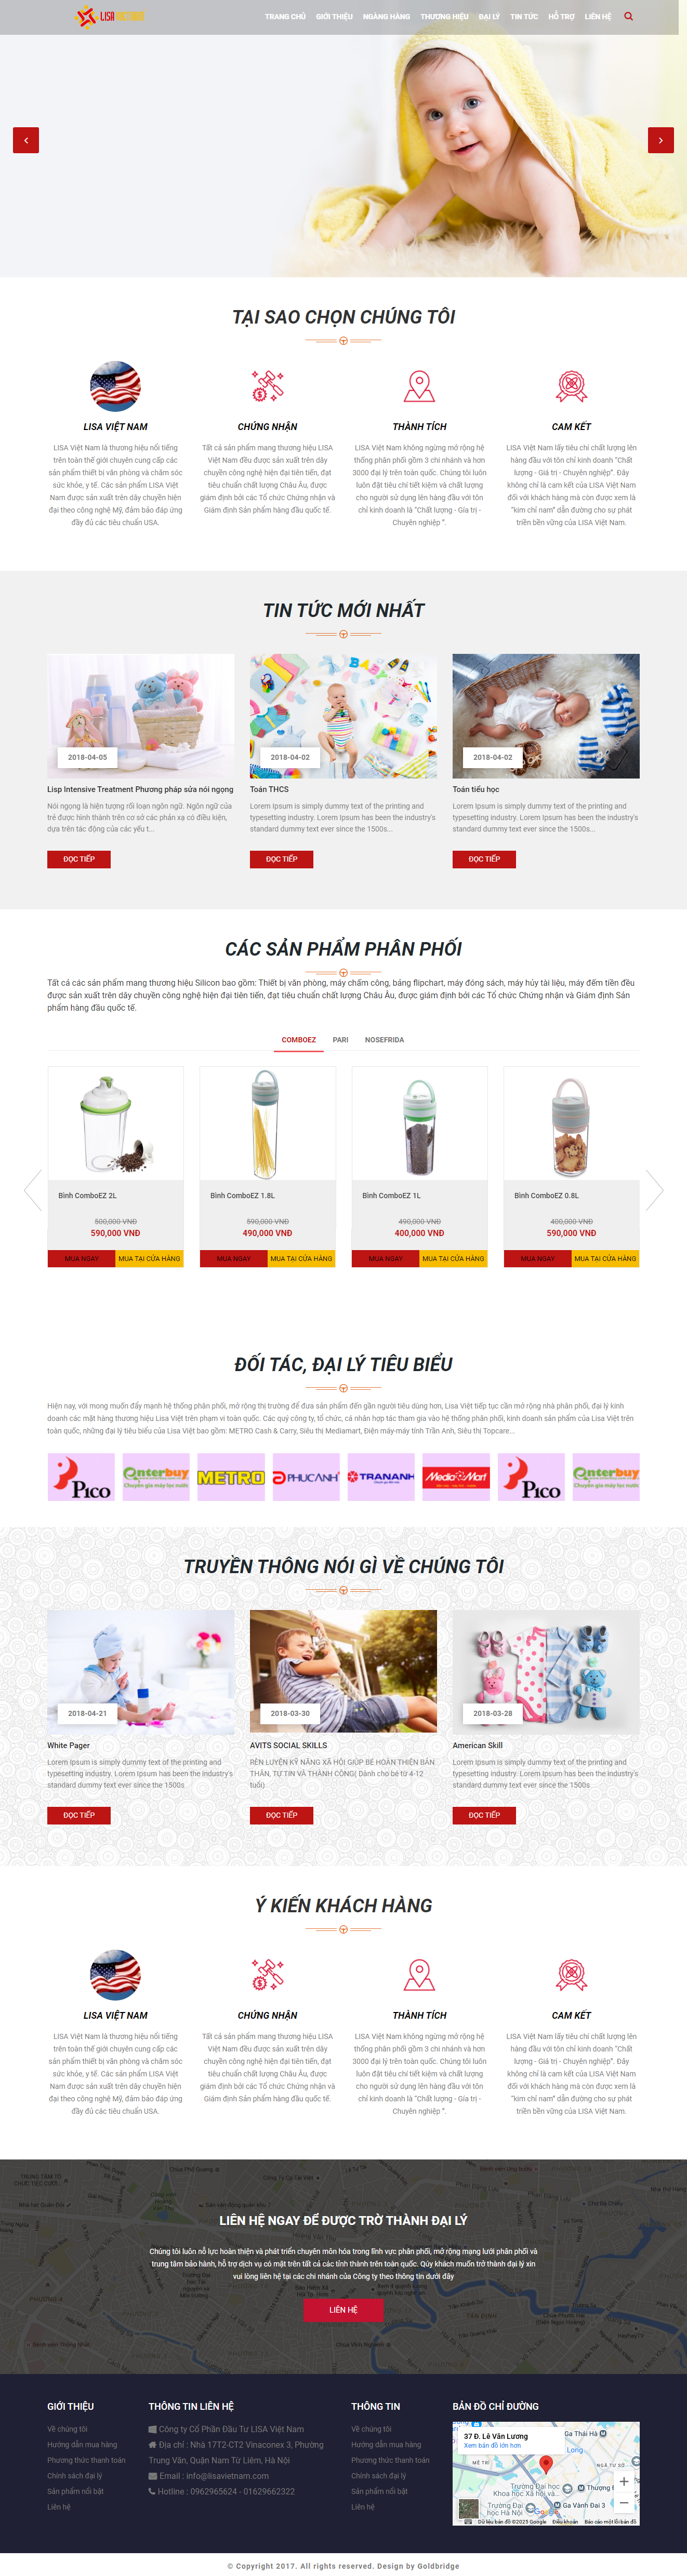 LISA VIETNAM
TRANG CHỦ GIỚI THIỆU NGÀNH HÀNG THƯƠNG HIỆU ĐẠI LÝ TIN TỨC HỖ TRỢ LIÊN HỆ
TẠI SAO CHỌN CHÚNG TÔI
LISA VIỆT NAM
LISA Việt Nam là thương hiệu nổi tiếng
trên toàn thế giới chuyên cung cấp các
sản phẩm thiết bị văn phòng và chăm sóc
sức khỏe, y tế. Các sản phẩm LISA Việt
Nam được sản xuất trên dây chuyền hiện
đại theo công nghệ Mỹ, đảm bảo đáp ứng
đầy đủ các tiêu chuẩn USA.
CHỨNG NHẬN
Tất cả sản phẩm mang thương hiệu LISA
Việt Nam đều được sản xuất trên dây
chuyền công nghệ hiện đại tiên tiến, đạt
tiêu chuẩn chất lượng Châu Âu, được
giám định bởi các Tổ chức Chứng nhận và
Giám định Sản phẩm hàng đầu quốc tế.
THÀNH TÍCH
LISA Việt Nam không ngừng mở rộng hệ
thống phân phối gồm 3 chi nhánh và hơn
3000 đại lý trên toàn quốc. Chúng tôi luôn
luôn đặt tiêu chí tiết kiệm và chất lượng
cho người sử dụng lên hàng đầu với tôn
chỉ kinh doanh là "Chất lượng - Gía trị -
Chuyên nghiệp ".
CAM KẾT
LISA Việt Nam lấy tiêu chí chất lượng lên
hàng đầu với tôn chỉ kinh doanh "Chất
lượng - Giá trị - Chuyên nghiệp". Đây
không chỉ là cam kết của LISA Việt Nam
đối với khách hàng mà còn được xem là
"kim chỉ nam" dẫn đường cho sự phát
triển bền vững của LISA Việt Nam.
TIN TỨC MỚI NHẤT
2018-04-05
Lisp Intensive Treatment Phương pháp sửa nói ngọng
Nói ngọng là hiện tượng rối loạn ngôn ngữ. Ngôn ngữ của
trẻ được hình thành trên cơ sở các phản xạ có điều kiện,
dựa trên tác động của các yếu t...
ĐỌC TIẾP
2018-04-02
Toán THCS
Lorem Ipsum is simply dummy text of the printing and
typesetting industry. Lorem Ipsum has been the industry's
standard dummy text ever since the 1500s...
ĐỌC TIẾP
2018-04-02
Toán tiểu học
Lorem Ipsum is simply dummy text of the printing and
typesetting industry. Lorem Ipsum has been the industry's
standard dummy text ever since the 1500s...
ĐỌC TIẾP
CÁC SẢN PHẨM PHÂN PHỐI
Tất cả các sản phẩm mang thương hiệu Silicon bao gồm: Thiết bị văn phòng, máy chấm công, bảng flipchart, máy đóng sách, máy hủy tài liệu, máy đếm tiền đều
được sản xuất trên dây chuyền công nghệ hiện đại tiên tiến, đạt tiêu chuẩn chất lượng Châu Âu, được giám định bởi các Tổ chức Chứng nhận và Giám định Sản
phẩm hàng đầu quốc tế.
COMBOEZ PARI NOSEFRIDA
Bình ComboEZ 2L
500,000 VNĐ
590,000 VNĐ
MUA NGAY MUA TẠI CỬA HÀNG
Bình ComboEZ 1.8L
590,000 VNĐ
490,000 VNĐ
MUA NGAY MUA TẠI CỬA HÀNG
Bình ComboEZ 1L
490,000 VNĐ
400,000 VNĐ
MUA NGAY MUA TẠI CỬA HÀNG
Bình ComboEZ 0.8L
400,000 VNĐ
590,000 VNĐ
MUA NGAY MUA TẠI CỬA HÀNG
ĐỐI TÁC, ĐẠI LÝ TIÊU BIỂU
Hiện nay, với mong muốn đẩy mạnh hệ thống phân phối, mở rộng thị trường để đưa sản phẩm đến gần người tiêu dùng hơn, Lisa Việt tiếp tục cần mở rộng nhà phân phối, đại lý kinh
doanh các mặt hàng thương hiệu Lisa Việt trên phạm vi toàn quốc. Các quý công ty, tổ chức, cá nhân hợp tác tham gia vào hệ thống phân phối, kinh doanh sản phẩm của Lisa Việt trên
toàn quốc, những đại lý tiêu biểu của Lisa Việt bao gồm: METRO Cash & Carry, Siêu thị Mediamart, Điện máy-máy tính Trần Anh, Siêu thị Topcare...
PICO
enterbuy
Chuyên gia máy lọc nước
METRO
PHUCANH
TRANANH
MediaMart
PICO
enterbuy
Chuyên gia máy lọc nước
TRUYỀN THÔNG NÓI GÌ VỀ CHÚNG TÔI
2018-04-21
White Pager
Lorem Ipsum is simply dummy text of the printing and
typesetting industry. Lorem Ipsum has been the industry's
standard dummy text ever since the 1500s
ĐỌC TIẾP
2018-03-30
AVITS SOCIAL SKILLS
RÈN LUYỆN KỸ NĂNG XÃ HỘI GIÚP BÉ HOÀN THIỆN BẢN
THÂN, TỰ TIN VÀ THÀNH CÔNG( Dành cho bé từ 4-12
tuổi)
ĐỌC TIẾP
2018-03-28
American Skill
Lorem Ipsum is simply dummy text of the printing and
typesetting industry. Lorem Ipsum has been the industry's
standard dummy text ever since the 1500s
ĐỌC TIẾP
Ý KIẾN KHÁCH HÀNG
LISA VIỆT NAM
LISA Việt Nam là thương hiệu nổi tiếng
trên toàn thế giới chuyên cung cấp các
sản phẩm thiết bị văn phòng và chăm sóc
sức khỏe, y tế. Các sản phẩm LISA Việt
Nam được sản xuất trên dây chuyền hiện
đại theo công nghệ Mỹ, đảm bảo đáp ứng
đầy đủ các tiêu chuẩn USA.
CHỨNG NHẬN
Tất cả sản phẩm mang thương hiệu LISA
Việt Nam đều được sản xuất trên dây
chuyền công nghệ hiện đại tiên tiến, đạt
tiêu chuẩn chất lượng Châu Âu, được
giám định bởi các Tổ chức Chứng nhận và
Giám định Sản phẩm hàng đầu quốc tế.
THÀNH TÍCH
LISA Việt Nam không ngừng mở rộng hệ
thống phân phối gồm 3 chi nhánh và hơn
3000 đại lý trên toàn quốc. Chúng tôi luôn
luôn đặt tiêu chí tiết kiệm và chất lượng
cho người sử dụng lên hàng đầu với tôn
chỉ kinh doanh là "Chất lượng - Gía trị -
Chuyên nghiệp ".
CAM KẾT
LISA Việt Nam lấy tiêu chí chất lượng lên
hàng đầu với tôn chỉ kinh doanh "Chất
lượng - Giá trị - Chuyên nghiệp". Đây
không chỉ là cam kết của LISA Việt Nam
đối với khách hàng mà còn được xem là
"kim chỉ nam" dẫn đường cho sự phát
triển bền vững của LISA Việt Nam.
LIÊN HỆ NGAY ĐỂ ĐƯỢC TRỞ THÀNH ĐẠI LÝ
Chúng tôi luôn nỗ lực hoàn thiện và phát triển chuyên môn hóa trong lĩnh vực phân phối, mở rộng mạng lưới phân phối và
trung tâm bảo hành, hỗ trợ dịch vụ có mặt trên tất cả các tỉnh thành trên toàn quốc. Qúy khách muốn trở thành đại lý xin
vui lòng liên hệ tại các chi nhánh của Công ty theo thông tin dưới đây
LIÊN HỆ
GIỚI THIỆU
Về chúng tôi
Hướng dẫn mua hàng
Phương thức thanh toán
Chính sách đại lý
Sản phẩm nổi bật
Liên hệ
THÔNG TIN LIÊN HỆ
Công ty Cổ Phần Đầu Tư LISA Việt Nam
Địa chỉ : Nhà 17T2-CT2 Vinaconex 3, Phường
Trung Văn, Quận Nam Từ Liêm, Hà Nội
Email : info@lisavietnam.com
Hotline : 0962965624 - 01629662322
THÔNG TIN
Về chúng tôi
Hướng dẫn mua hàng
Phương thức thanh toán
Chính sách đại lý
Sản phẩm nổi bật
Liên hệ
BẢN ĐỒ CHỈ ĐƯỜNG
37 Đ. Lê Văn Lương
Xem bản đồ lớn hơn
Ga Thái Hà
Long
MỄ TRÌ
NGÃ TƯ SỞ
Trường Đại học
Khoa học Xã hội và...
Thượng Đ
Trường Đại
học Hà Nội
Google
Ga Vành Đai 3
Dữ liệu bản đồ ©2025 Google Điều khoản Báo cáo một lỗi bản đồ
© Copyright 2017. All rights reserved. Design by Goldbridge